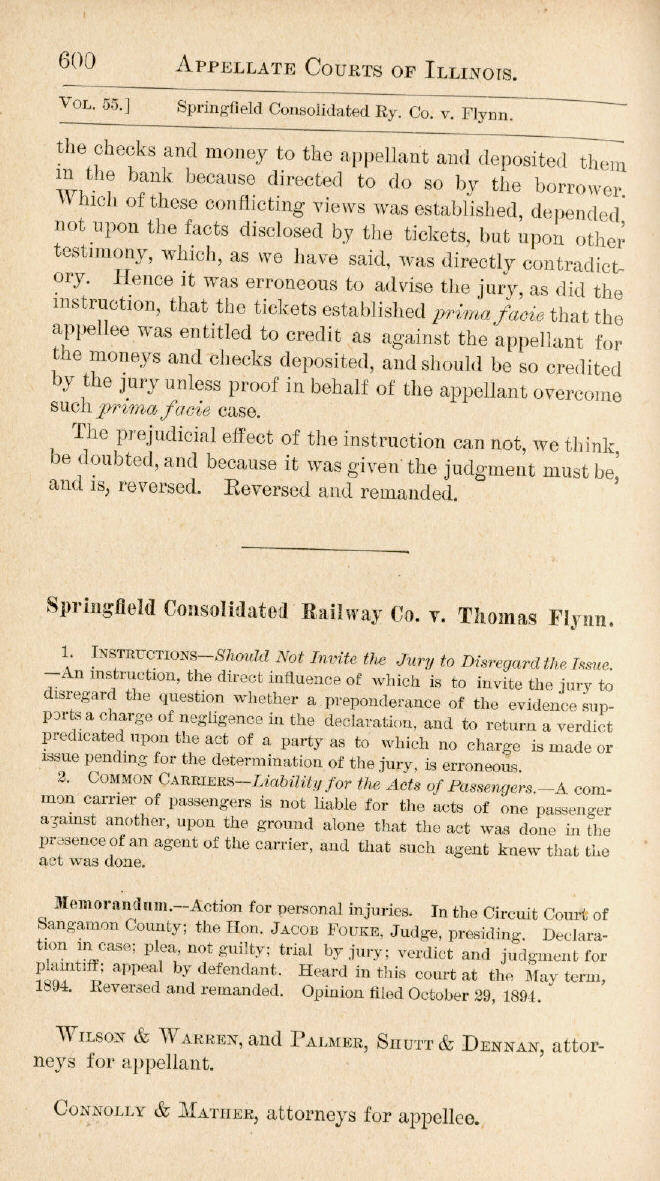 600 APPELLATE COURTS OF ILLINOIS.
VOL. 55.] Springfield Consolidated Ry. Co. v. Flynn.
the checks and money to the appellant and deposited them
in the bank because directed to do so by the borrower.
Which of these conflicting views was established, depended,
not upon the facts disclosed by the tickets, but upon other
testimony, which, as we have said, was directly contradict-
ory. Hence it was erroneous to advise the jury, as did the
instruction, that the tickets established prima facie that the
appellee was entitled to credit as against the appellant for
the moneys and checks deposited, and should be so credited
by the jury unless proof in behalf of the appellant overcome
such prima facie case.
The prejudicial effect of the instruction can not, we think,
be doubted, and because it was given the judgment must be,
and is, reversed. Reversed and remanded.
Springfield Consolidated Railway Co. v. Thomas Flynn.
1. INSTRUCTIONS—Should Not Invite the Jury to Disregard the Issue.
—An instruction, the direct influence of which is to invite the jury to
disregard the question whether a preponderance of the evidence sup-
ports a charge of negligence in the declaration, and to return a verdict
predicated upon the act of a party as to which no charge is made or
issue pending for the determination of the jury, is erroneous.
2. COMMON CARRIERS—Liability for the Acts of Passengers.—A com-
mon carrier of passengers is not liable for the acts of one passenger
against another, upon the ground alone that the act was done in the
presence of an agent of the carrier, and that such agent knew that the
act was done.
Memorandum.—Action for personal injuries. In the Circuit Court of
Sangamon County; the Hon. JACOB FOUKE, Judge, presiding. Declara-
tion in case; plea, not guilty; trial by jury; verdict and judgment for
plaintiff; appeal by defendant. Heard in this court at the May term,
1894. Reversed and remanded. Opinion filed October 29, 1894.
WILSON & WARREN, and PALMER, SHUTT & DENNAN, attor-
neys for appellant.
CONNOLLY & MATHER, attorneys for appellee.